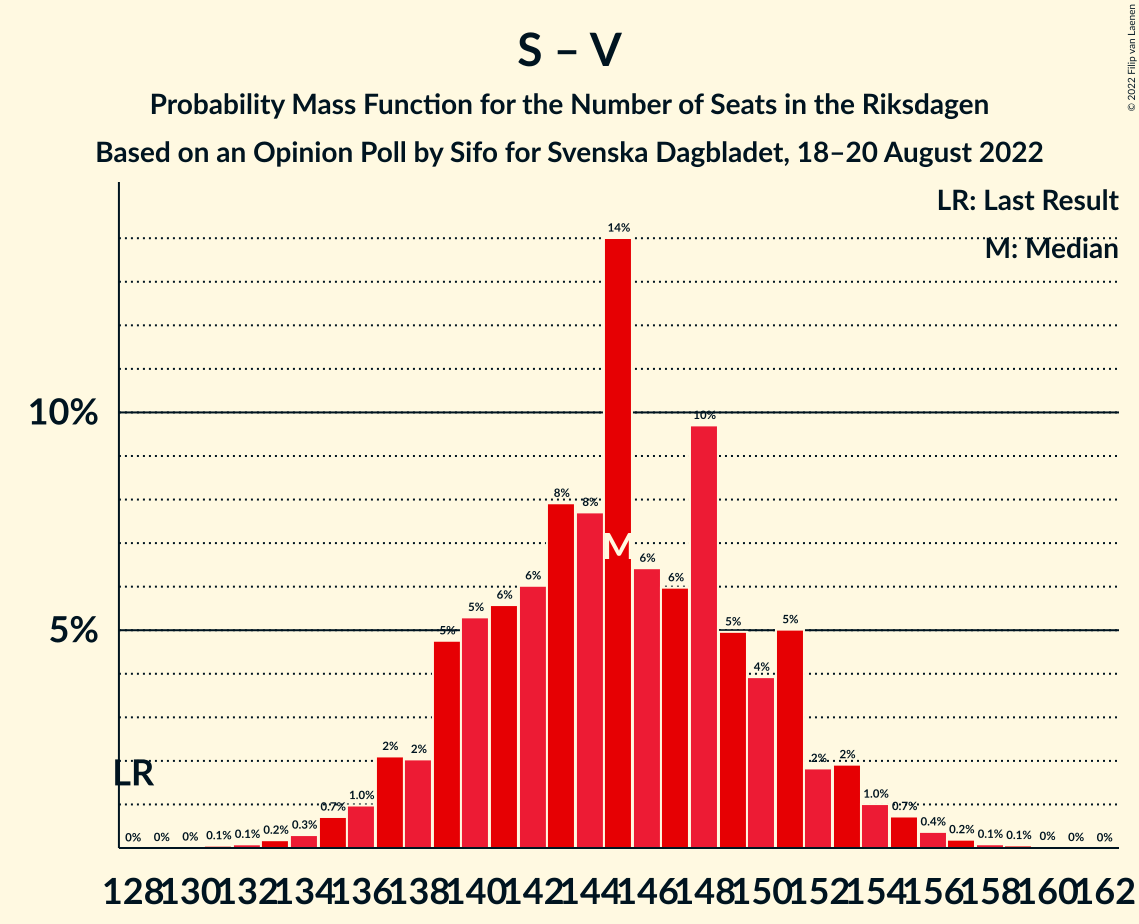 © 2022 Filip van Laenen
S – V
Probability Mass Function for the Number of Seats in the Riksdagen
Based on an Opinion Poll by Sifo for Svenska Dagbladet, 18–20 August 2022
LR: Last Result
M: Median
10%
5%
LR
M
0% 0% 0% 0.1% 0.1% 0.2% 0.3% 0.7% 1.0% 2% 2% 5% 5% 6% 6% 8% 8% 14% 6% 6% 10% 5% 4% 5% 2% 2% 1.0% 0.7% 0.4% 0.2% 0.1% 0.1% 0% 0% 0%
128 130 132 134 136 138 140 142 144 146 148 150 152 154 156 158 160 162